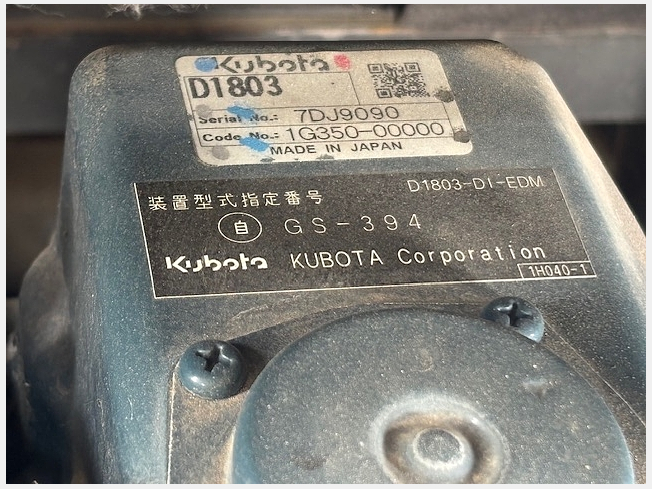 Kubota
D1803
Serial No.: 7DJ9090
Code No.: 1G350-00000
MADE IN JAPAN
装置型式指定番号 D1803-DI-EDM
自 GS-394
Kubota KUBOTA Corporation
1H040-1